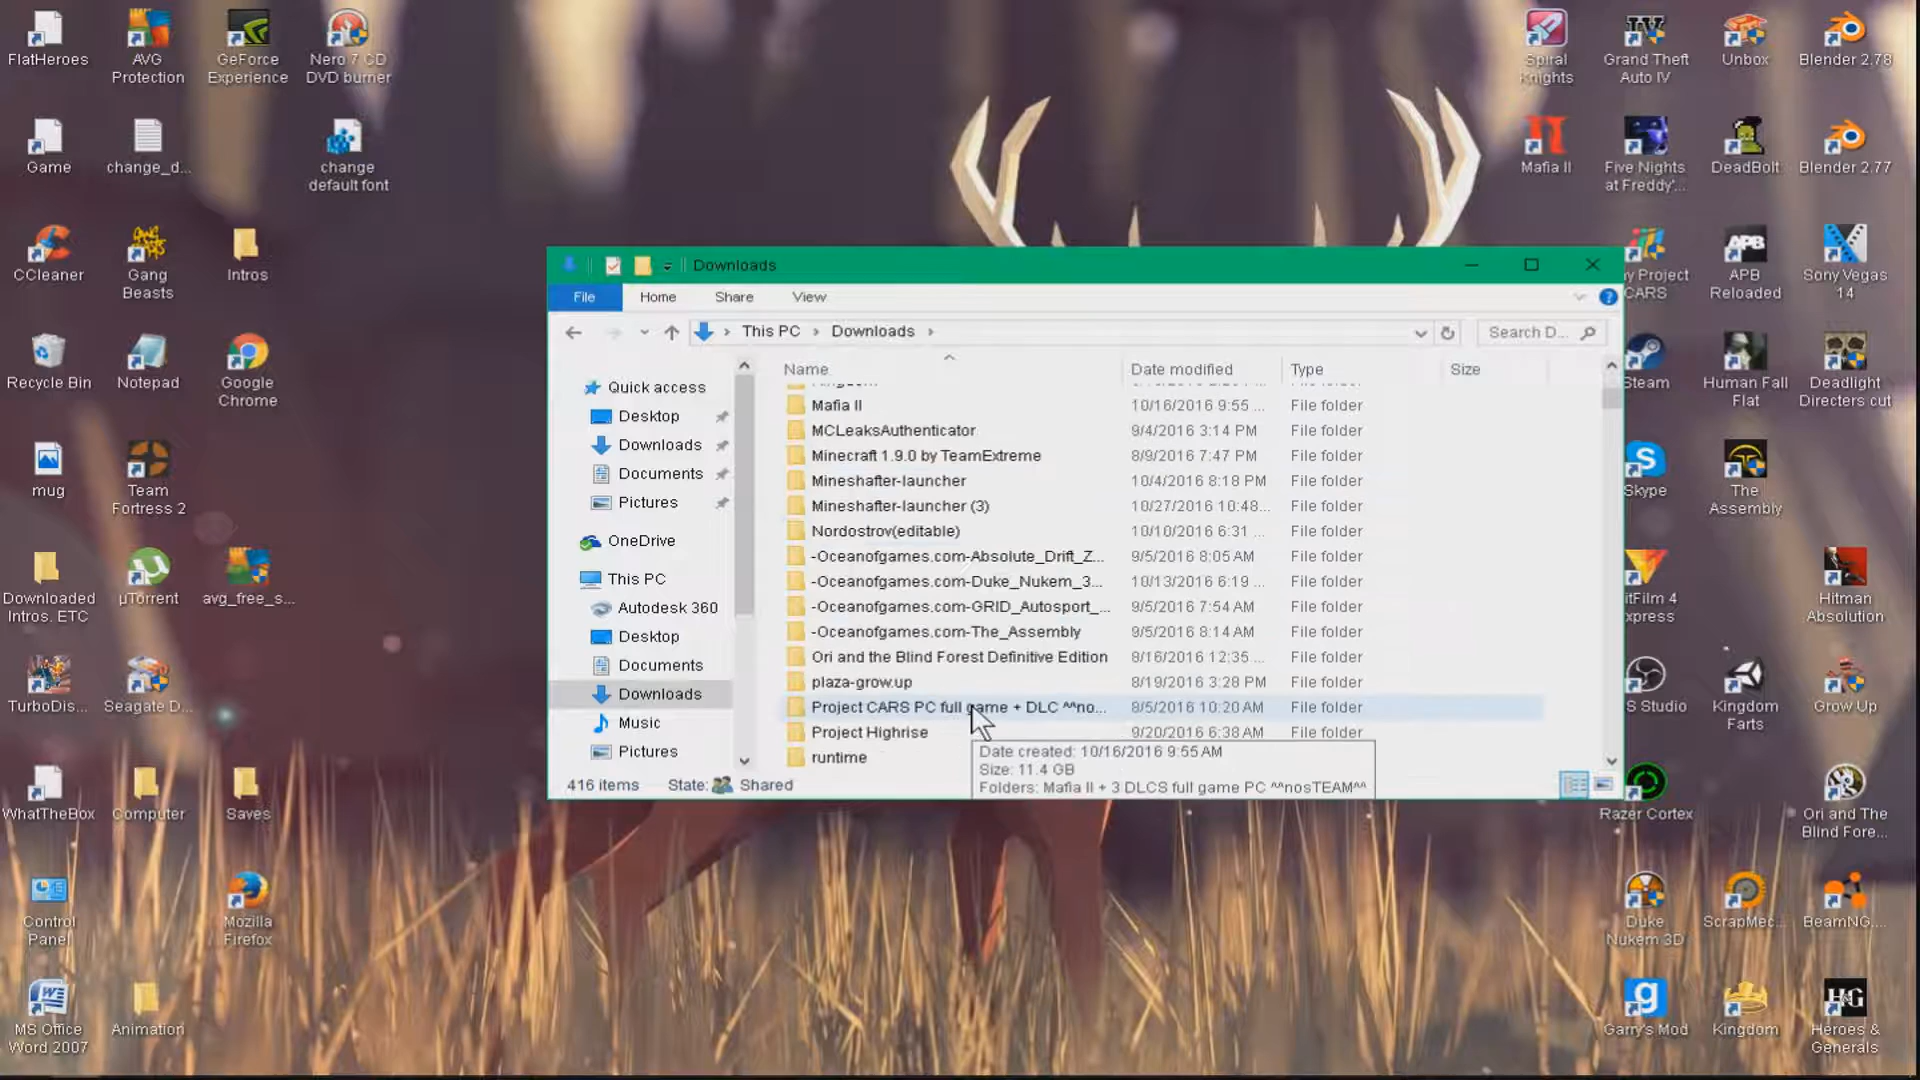 FlatHeroes
AVG
Protection
GeForce
Experience
Nero 7 CD
DVD burner
Game
change_d...
change
default font
CCleaner
Gang
Beasts
Intros
Recycle Bin
Notepad
Google
Chrome
mug
Team
Fortress 2
Downloaded
Intros. ETC
µTorrent
avg_free_s...
TurboDis...
Seagate D...
WhatTheBox
Computer
Saves
Control
Panel
Mozilla
Firefox
MS Office
Word 2007
Animation
Downloads
File
Home
Share
View
This PC
Downloads
Search D...
Name
Date modified
Type
Size
Quick access
Desktop
Downloads
Documents
Pictures
OneDrive
This PC
Autodesk 360
Desktop
Documents
Downloads
Music
Pictures
Mafia II 10/16/2016 9:55 ... File folder
MCLeaksAuthenticator 9/4/2016 3:14 PM File folder
Minecraft 1.9.0 by TeamExtreme 8/9/2016 7:47 PM File folder
Mineshafter-launcher 10/4/2016 8:18 PM File folder
Mineshafter-launcher (3) 10/27/2016 10:48... File folder
Nordostrov(editable) 10/10/2016 6:31 ... File folder
-Oceanofgames.com-Absolute_Drift_Z... 9/5/2016 8:05 AM File folder
-Oceanofgames.com-Duke_Nukem_3... 10/13/2016 6:19 ... File folder
-Oceanofgames.com-GRID_Autosport_... 9/5/2016 7:54 AM File folder
-Oceanofgames.com-The_Assembly 9/5/2016 8:14 AM File folder
Ori and the Blind Forest Definitive Edition 8/16/2016 12:35 ... File folder
plaza-grow.up 8/19/2016 3:28 PM File folder
Project CARS PC full game + DLC ^^no... 8/5/2016 10:20 AM File folder
Project Highrise 9/20/2016 6:38 AM File folder
runtime
Date created: 10/16/2016 9:55 AM
Size: 11.4 GB
Folders: Mafia II + 3 DLCS full game PC ^^nosTEAM^^
416 items
State: Shared
Spiral
Knights
Grand Theft
Auto IV
Unbox
Blender 2.78
Mafia II
Five Nights
at Freddy'...
DeadBolt
Blender 2.77
y Project
CARS
APB
Reloaded
Sony Vegas
14
Steam
Human Fall
Flat
Deadlight
Directers cut
Skype
The
Assembly
itFilm 4
xpress
Hitman
Absolution
S Studio
Kingdom
Farts
Grow Up
Razer Cortex
Ori and The
Blind Fore...
Duke
Nukem 3D
ScrapMec...
BeamNG....
Garry's Mod
Kingdom
Heroes &
Generals